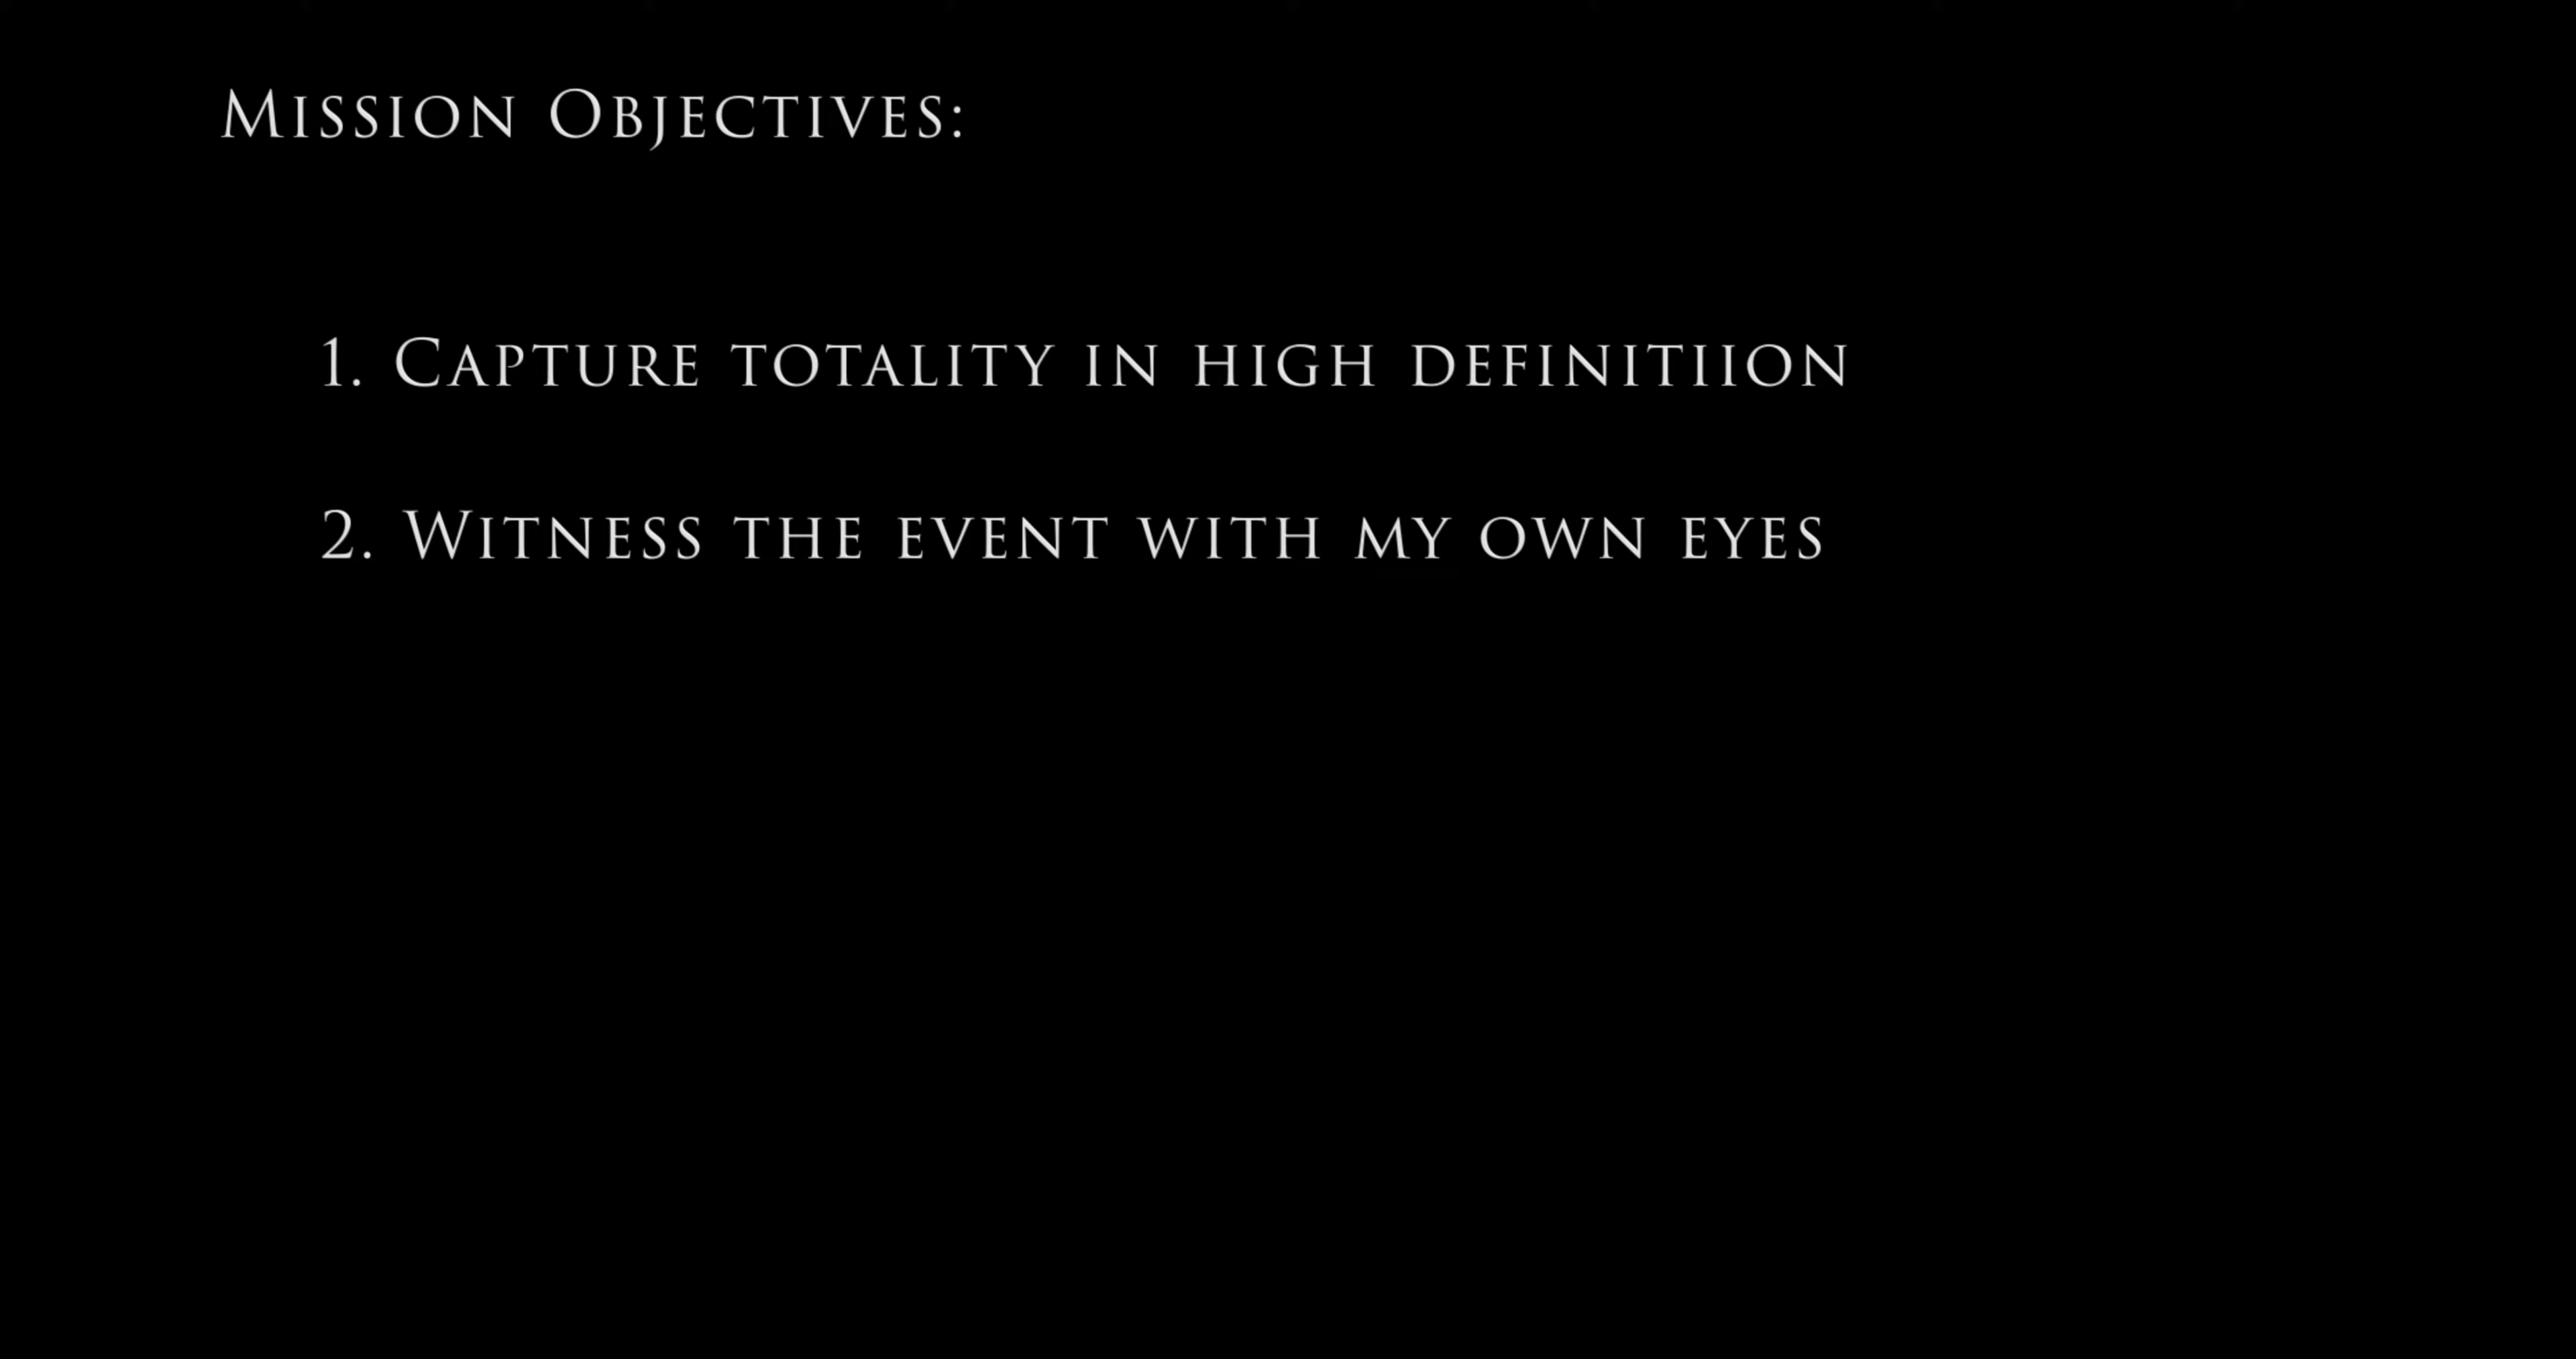 Mission Objectives:
1. Capture totality in high definitiion
2. Witness the event with my own eyes